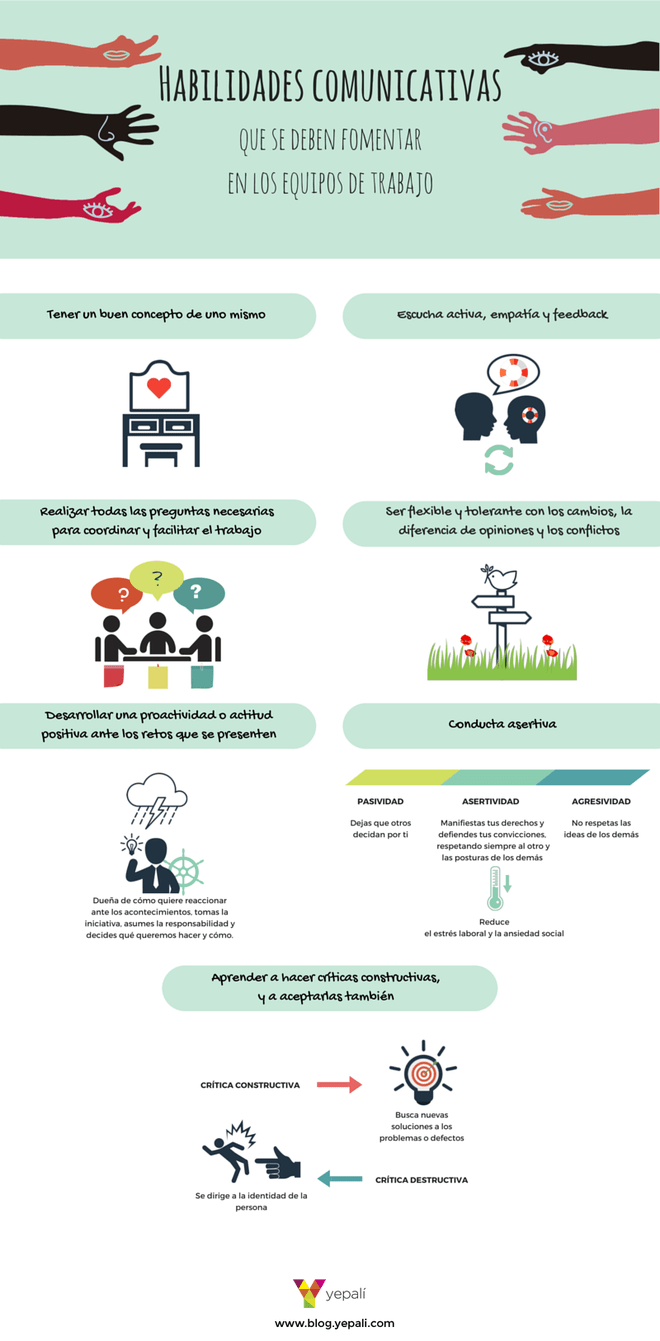 HABILIDADES COMUNICATIVAS
QUE SE DEBEN FOMENTAR
EN LOS EQUIPOS DE TRABAJO
Tener un buen concepto de uno mismo
Escucha activa, empatía y feedback
Realizar todas las preguntas necesarias
para coordinar y facilitar el trabajo
Ser flexible y tolerante con los cambios, la
diferencia de opiniones y los conflictos
?
?
?
Desarrollar una proactividad o actitud
positiva ante los retos que se presenten
Dueña de cómo quiere reaccionar
ante los acontecimientos, tomas la
iniciativa, asumes la responsabilidad y
decides qué queremos hacer y cómo.
Conducta asertiva
PASIVIDAD
Dejas que otros
decidan por ti
ASERTIVIDAD
Manifiestas tus derechos y
defiendes tus convicciones,
respetando siempre al otro y
las posturas de los demás
AGRESIVIDAD
No respetas las
ideas de los demás
Reduce
el estrés laboral y la ansiedad social
Aprender a hacer críticas constructivas,
y a aceptarlas también
CRÍTICA CONSTRUCTIVA
Busca nuevas
soluciones a los
problemas o defectos
CRÍTICA DESTRUCTIVA
Se dirige a la identidad de la
persona
yepalí
www.blog.yepali.com